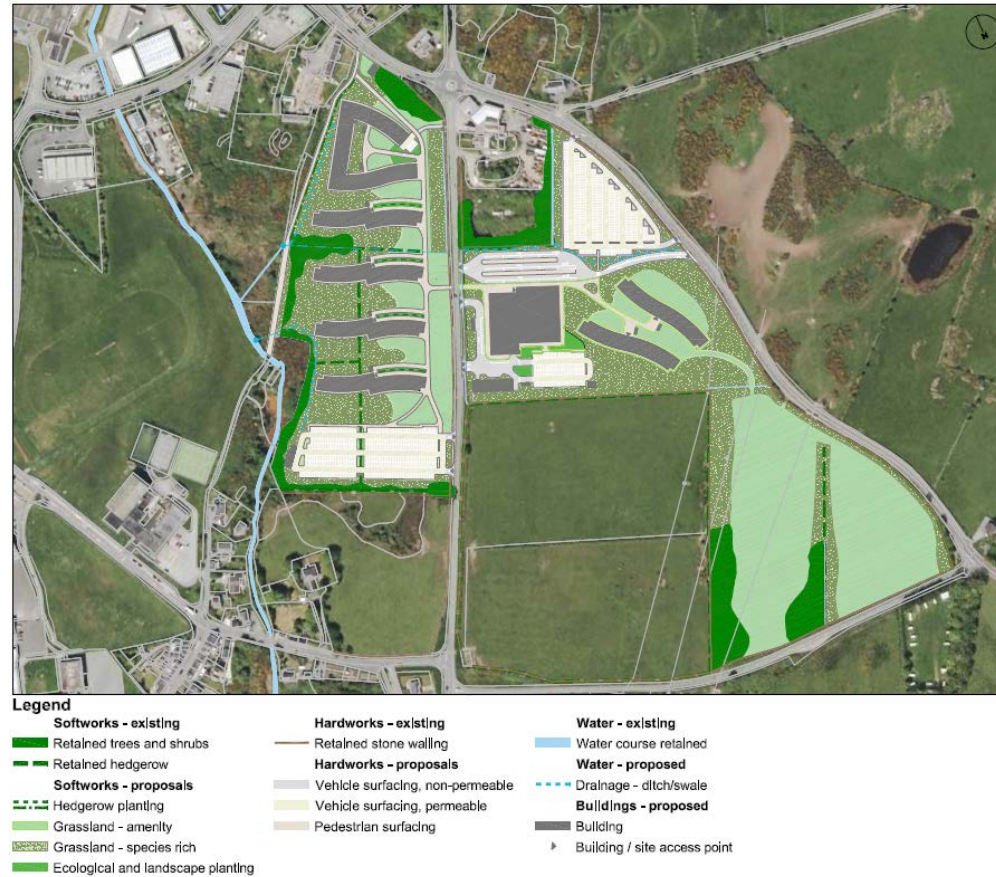 Legend
Softworks - existing
Retained trees and shrubs
Retained hedgerow
Softworks - proposals
Hedgerow planting
Grassland - amenity
Grassland - species rich
Ecological and landscape planting
Hardworks - existing
Retained stone walling
Hardworks - proposals
Vehicle surfacing, non-permeable
Vehicle surfacing, permeable
Pedestrian surfacing
Water - existing
Water course retained
Water - proposed
Drainage - ditch/swale
Buildings - proposed
Building
Building / site access point